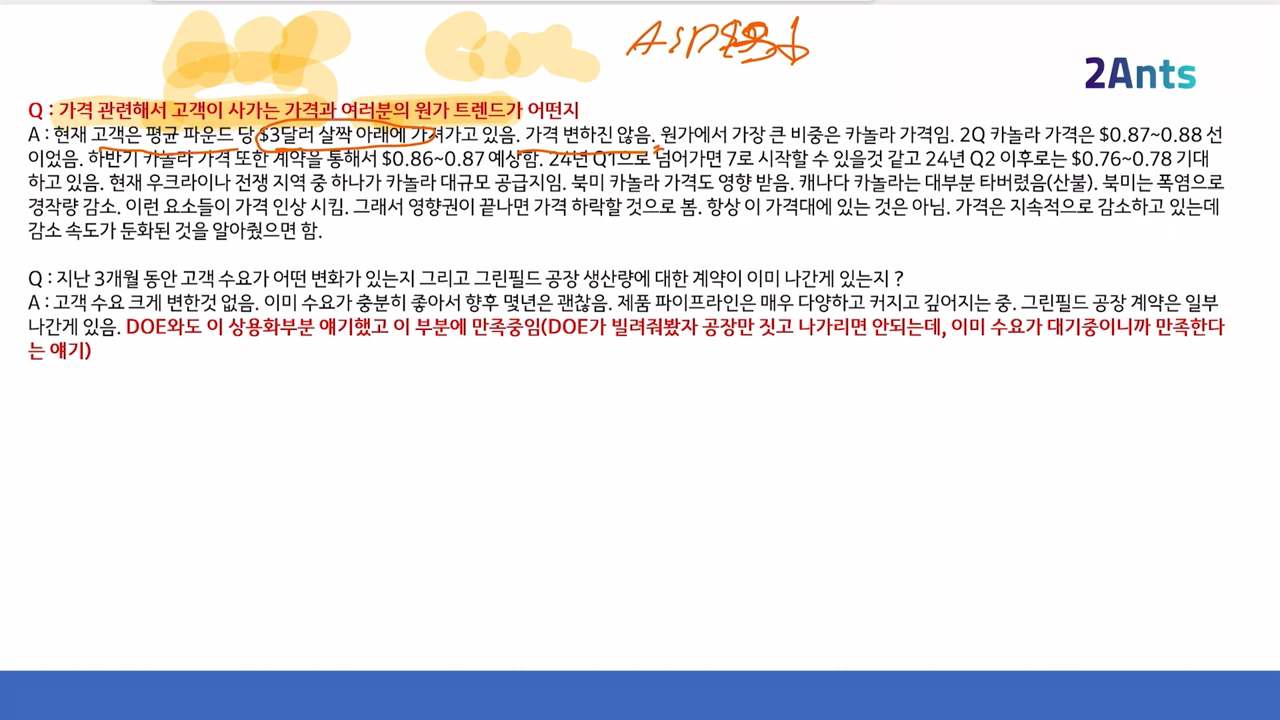 2Ants
Q : 가격 관련해서 고객이 사가는 가격과 여러분의 원가 트렌드가 어떤지
A : 현재 고객은 평균 파운드 당 $3달러 살짝 아래에 가져가고 있음. 가격 변하진 않음. 원가에서 가장 큰 비중은 카놀라 가격임. 2Q 카놀라 가격은 $0.87~0.88 선
이었음. 하반기 카놀라 가격 또한 계약을 통해서 $0.86~0.87 예상함. 24년 Q1으로 넘어가면 7로 시작할 수 있을것 같고 24년 Q2 이후로는 $0.76~0.78 기대
하고 있음. 현재 우크라이나 전쟁 지역 중 하나가 카놀라 대규모 공급지임. 북미 카놀라 가격도 영향 받음. 캐나다 카놀라는 대부분 타버렸음(산불). 북미는 폭염으로
경작량 감소. 이런 요소들이 가격 인상 시킴. 그래서 영향권이 끝나면 가격 하락할 것으로 봄. 항상 이 가격대에 있는 것은 아님. 가격은 지속적으로 감소하고 있는데
감소 속도가 둔화된 것을 알아줬으면 함.
Q : 지난 3개월 동안 고객 수요가 어떤 변화가 있는지 그리고 그린필드 공장 생산량에 대한 계약이 이미 나간게 있는지 ?
A : 고객 수요 크게 변한것 없음. 이미 수요가 충분히 좋아서 향후 몇년은 괜찮음. 제품 파이프라인은 매우 다양하고 커지고 깊어지는 중. 그린필드 공장 계약은 일부
나간게 있음. DOE와도 이 상용화부분 얘기했고 이 부분에 만족중임(DOE가 빌려줘봤자 공장만 짓고 나가리면 안되는데, 이미 수요가 대기중이니까 만족한다
는 얘기)